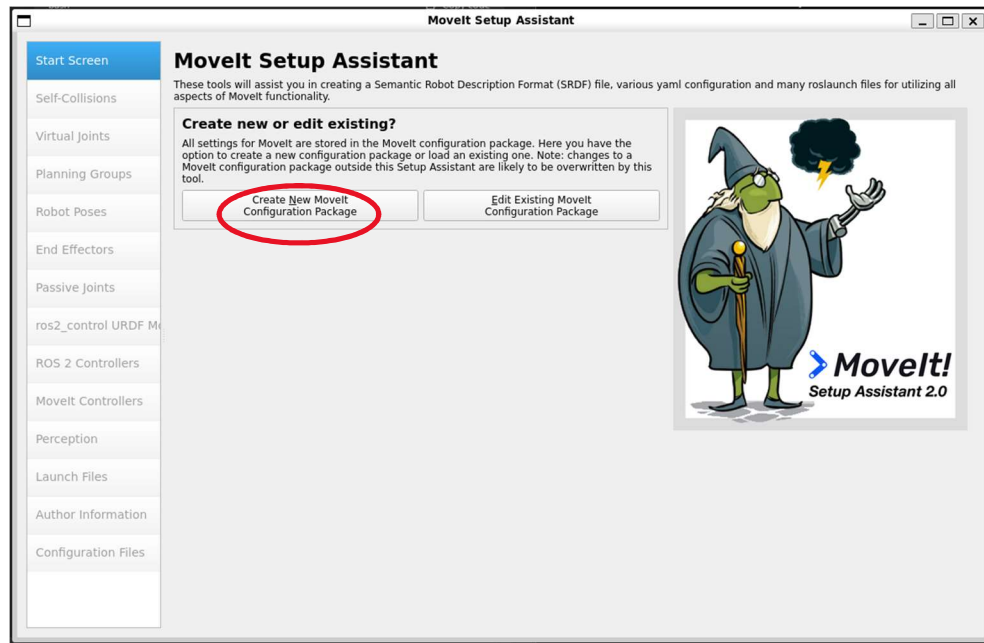 MoveIt Setup Assistant
Start Screen
Self-Collisions
Virtual Joints
Planning Groups
Robot Poses
End Effectors
Passive Joints
ros2_control URDF Mo
ROS 2 Controllers
MoveIt Controllers
Perception
Launch Files
Author Information
Configuration Files
MoveIt Setup Assistant
These tools will assist you in creating a Semantic Robot Description Format (SRDF) file, various yaml configuration and many roslaunch files for utilizing all
aspects of MoveIt functionality.
Create new or edit existing?
All settings for MoveIt are stored in the MoveIt configuration package. Here you have the
option to create a new configuration package or load an existing one. Note: changes to a
MoveIt configuration package outside this Setup Assistant are likely to be overwritten by this
tool.
Create New MoveIt
Configuration Package
Edit Existing MoveIt
Configuration Package
MoveIt!
Setup Assistant 2.0